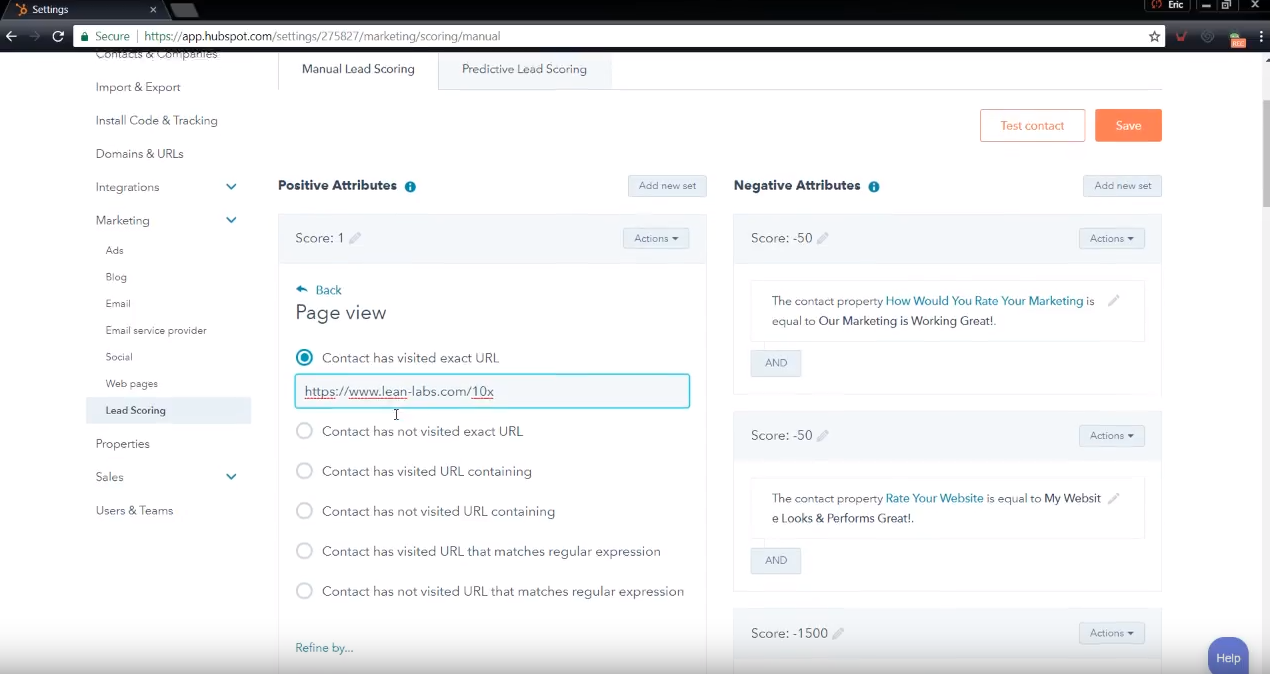 Settings
Eric
Secure
https://app.hubspot.com/settings/275827/marketing/scoring/manual
Contacts & Companies
Import & Export
Install Code & Tracking
Domains & URLs
Integrations
Marketing
Ads
Blog
Email
Email service provider
Social
Web pages
Lead Scoring
Properties
Sales
Users & Teams
Manual Lead Scoring
Predictive Lead Scoring
Test contact
Save
Positive Attributes
Add new set
Score: 1
Actions
Back
Page view
Contact has visited exact URL
https://www.lean-labs.com/10x
Contact has not visited exact URL
Contact has visited URL containing
Contact has not visited URL containing
Contact has visited URL that matches regular expression
Contact has not visited URL that matches regular expression
Refine by...
Negative Attributes
Add new set
Score: -50
Actions
The contact property How Would You Rate Your Marketing is
equal to Our Marketing is Working Great!.
AND
Score: -50
Actions
The contact property Rate Your Website is equal to My Websit
e Looks & Performs Great!.
AND
Score: -1500
Actions
Help